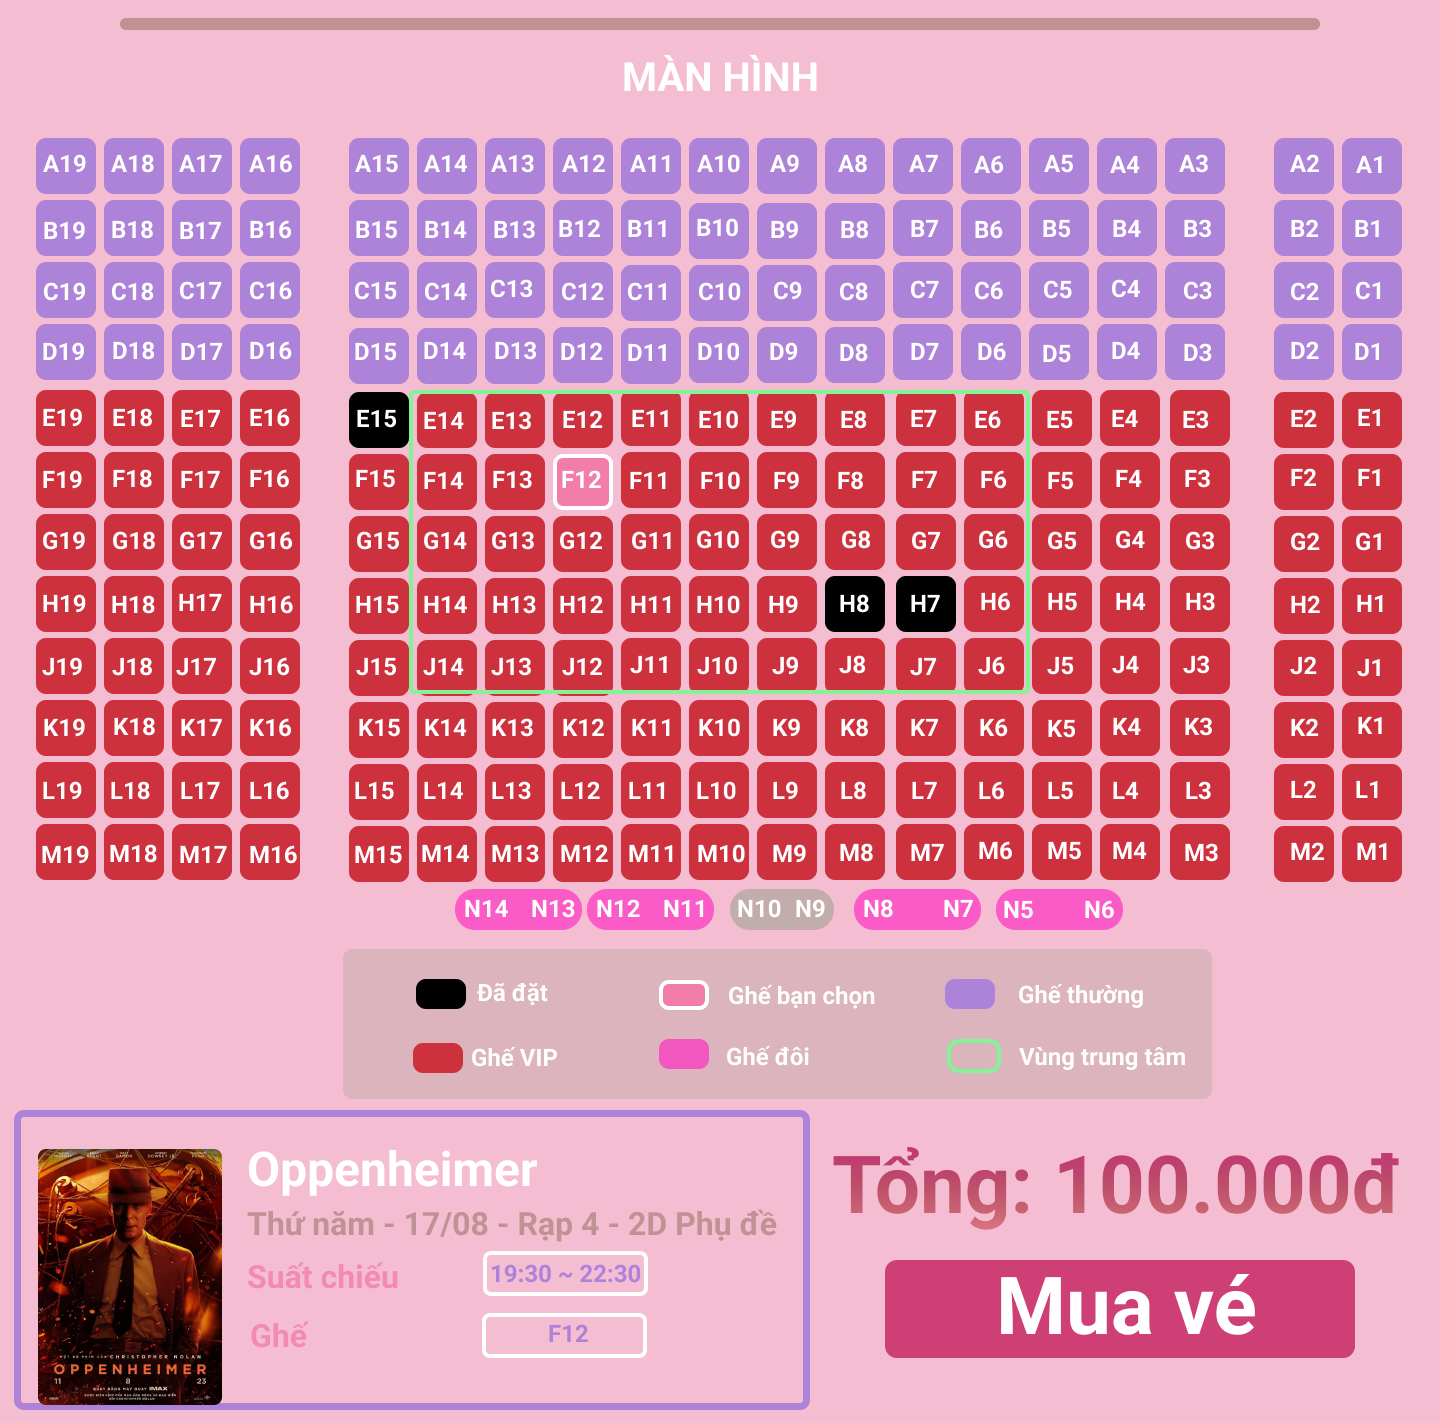 MÀN HÌNH
A19 A18 A17 A16 A15 A14 A13 A12 A11 A10 A9 A8 A7 A6 A5 A4 A3 A2 A1
B19 B18 B17 B16 B15 B14 B13 B12 B11 B10 B9 B8 B7 B6 B5 B4 B3 B2 B1
C19 C18 C17 C16 C15 C14 C13 C12 C11 C10 C9 C8 C7 C6 C5 C4 C3 C2 C1
D19 D18 D17 D16 D15 D14 D13 D12 D11 D10 D9 D8 D7 D6 D5 D4 D3 D2 D1
E19 E18 E17 E16 E15 E14 E13 E12 E11 E10 E9 E8 E7 E6 E5 E4 E3 E2 E1
F19 F18 F17 F16 F15 F14 F13 F12 F11 F10 F9 F8 F7 F6 F5 F4 F3 F2 F1
G19 G18 G17 G16 G15 G14 G13 G12 G11 G10 G9 G8 G7 G6 G5 G4 G3 G2 G1
H19 H18 H17 H16 H15 H14 H13 H12 H11 H10 H9 H8 H7 H6 H5 H4 H3 H2 H1
J19 J18 J17 J16 J15 J14 J13 J12 J11 J10 J9 J8 J7 J6 J5 J4 J3 J2 J1
K19 K18 K17 K16 K15 K14 K13 K12 K11 K10 K9 K8 K7 K6 K5 K4 K3 K2 K1
L19 L18 L17 L16 L15 L14 L13 L12 L11 L10 L9 L8 L7 L6 L5 L4 L3 L2 L1
M19 M18 M17 M16 M15 M14 M13 M12 M11 M10 M9 M8 M7 M6 M5 M4 M3 M2 M1
N14 N13 N12 N11 N10 N9 N8 N7 N5 N6
Đã đặt Ghế bạn chọn Ghế thường
Ghế VIP Ghế đôi Vùng trung tâm
Oppenheimer
Thứ năm - 17/08 - Rạp 4 - 2D Phụ đề
Suất chiếu 19:30 ~ 22:30
Ghế F12
MỘT BỘ PHIM CỦA CHRISTOPHER NOLAN
OPPENHEIMER
11 8 23
QUAY BẰNG MÁY QUAY IMAX
Tổng: 100.000đ
Mua vé